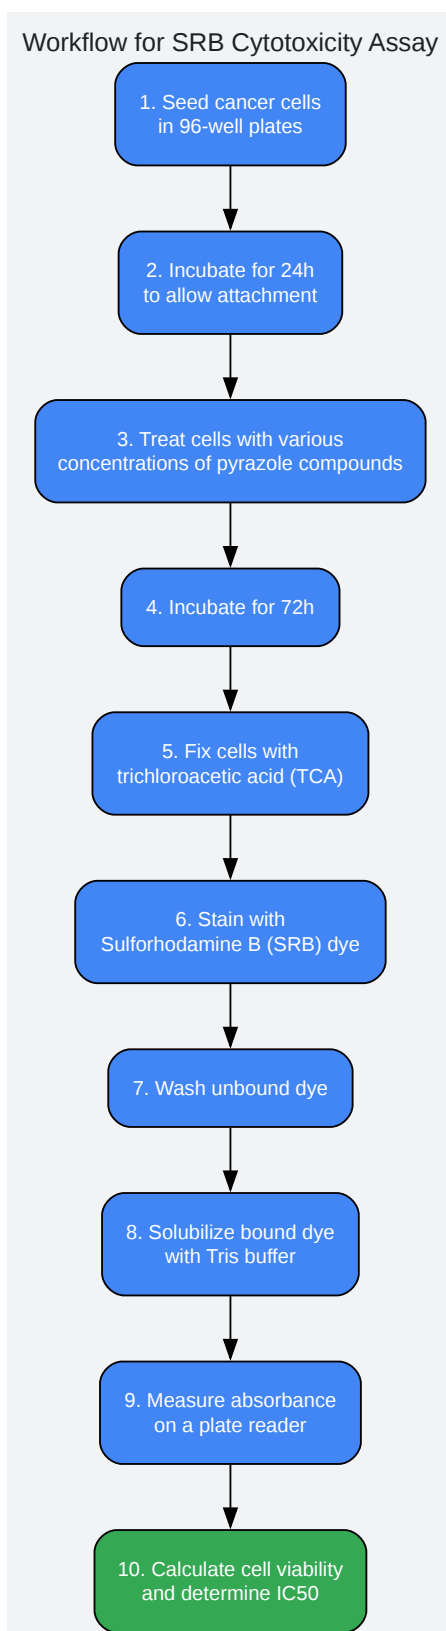 Workflow for SRB Cytotoxicity Assay
1. Seed cancer cells
in 96-well plates
2. Incubate for 24h
to allow attachment
3. Treat cells with various
concentrations of pyrazole compounds
4. Incubate for 72h
5. Fix cells with
trichloroacetic acid (TCA)
6. Stain with
Sulforhodamine B (SRB) dye
7. Wash unbound dye
8. Solubilize bound dye
with Tris buffer
9. Measure absorbance
on a plate reader
10. Calculate cell viability
and determine IC50